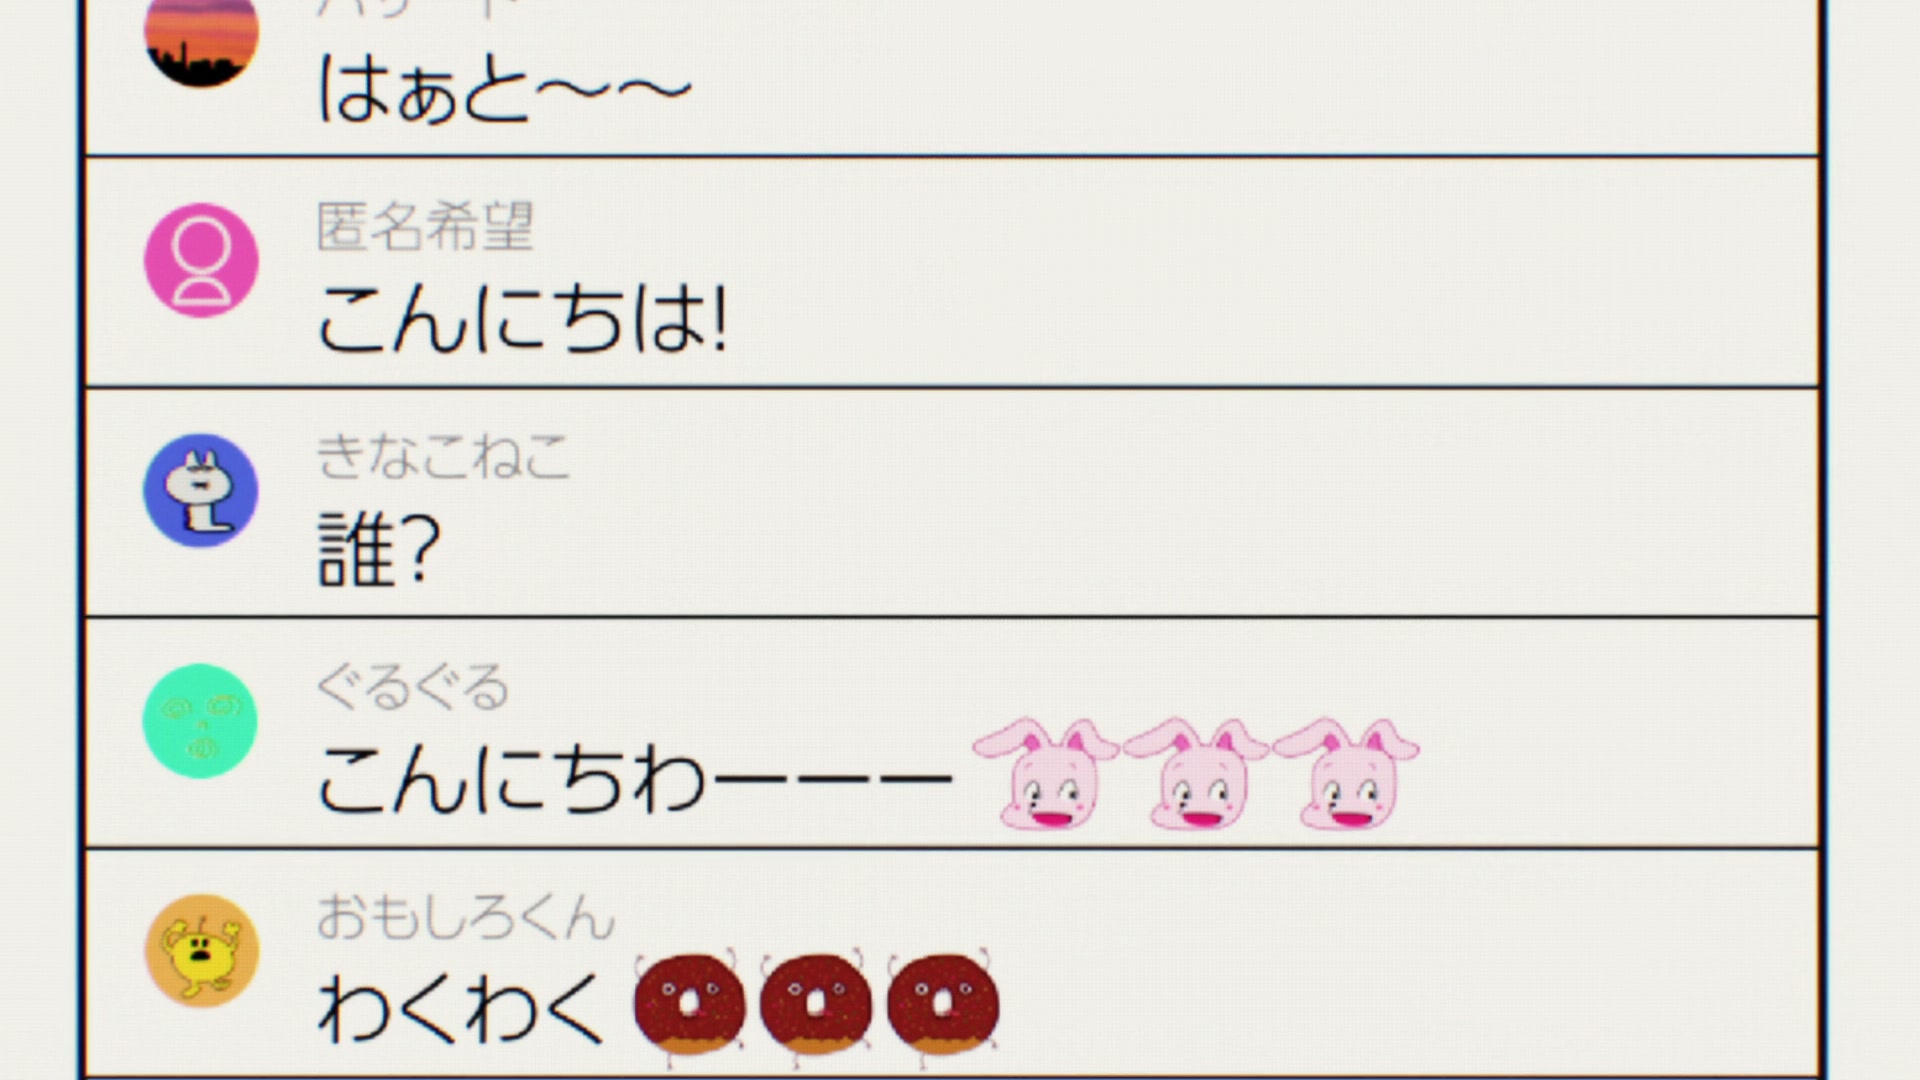 はぁと〜〜
匿名希望
こんにちは!
きなこねこ
誰?
ぐるぐる
こんにちわーーー
おもしろくん
わくわく